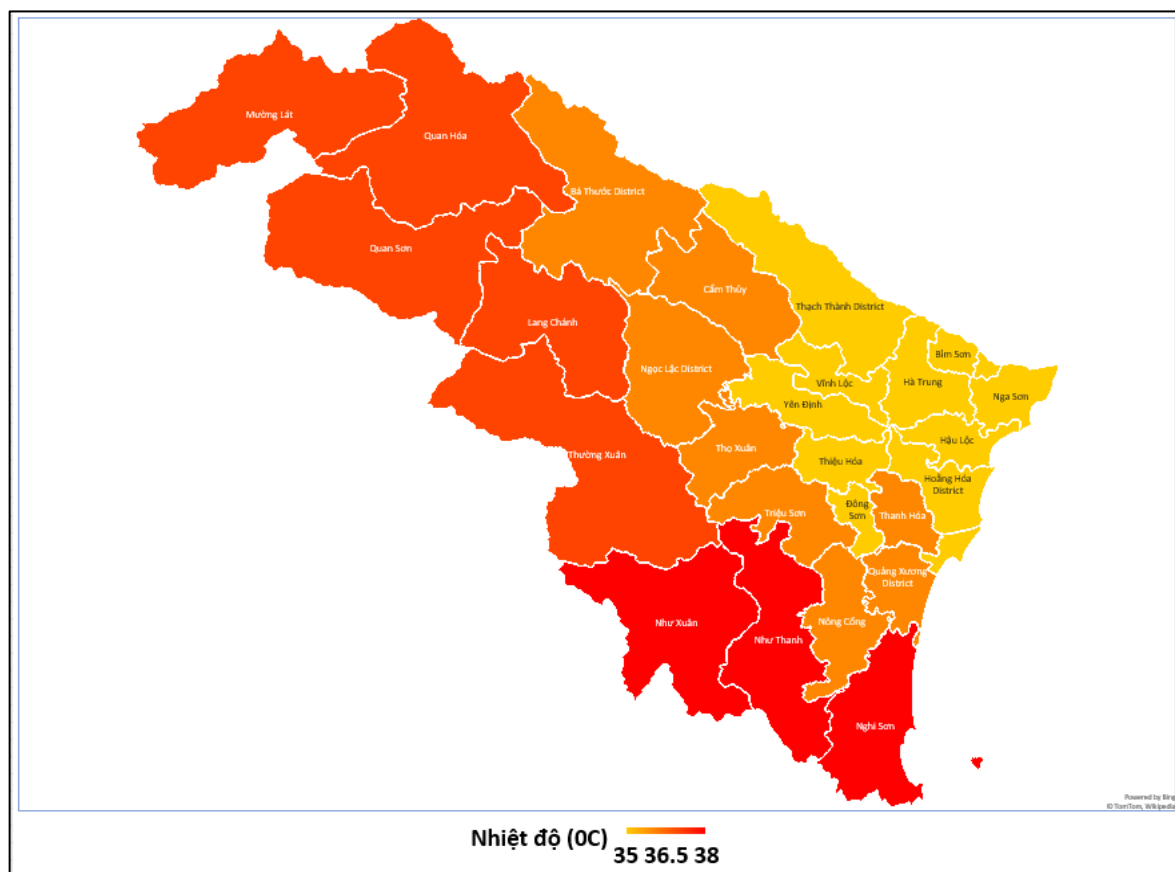 Mường Lát
Quan Hóa
Bá Thước District
Quan Sơn
Cẩm Thủy
Thạch Thành District
Lang Chánh
Bỉm Sơn
Ngọc Lặc District
Vĩnh Lộc
Hà Trung
Nga Sơn
Yên Định
Hậu Lộc
Thọ Xuân
Thường Xuân
Thiệu Hóa
Hoằng Hóa
District
Đông
Sơn
Triệu Sơn
Thanh Hóa
Quảng Xương
District
Như Xuân
Nông Cống
Như Thanh
Nghi Sơn
Powered by Bing
© TomTom, Wikipedia
Nhiệt độ (0C)
35 36.5 38